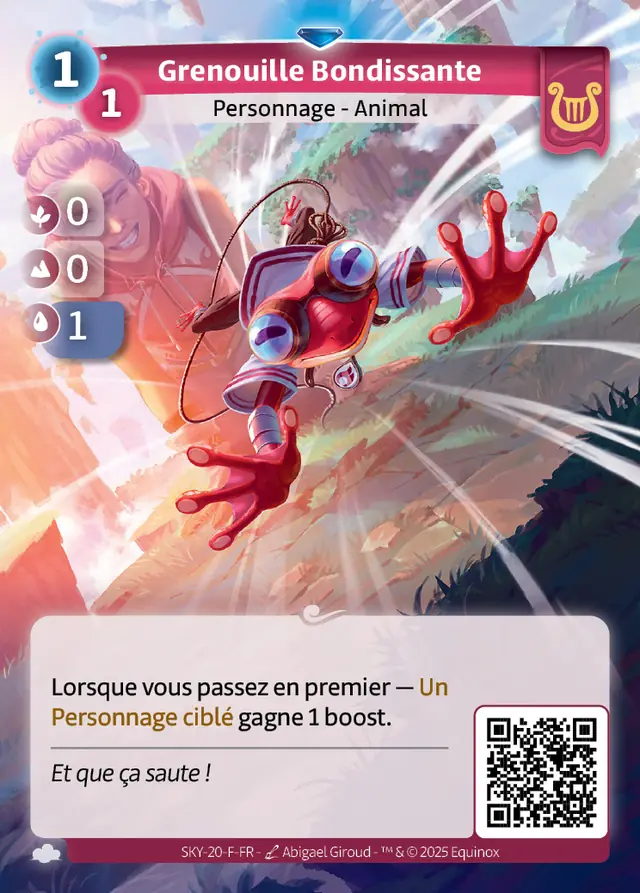 1
Grenouille Bondissante
1
Personnage - Animal
0
0
1
Lorsque vous passez en premier — Un
Personnage ciblé gagne 1 boost.
Et que ça saute !
SKY-20-F-FR - Abigael Giroud - ™ & © 2025 Equinox